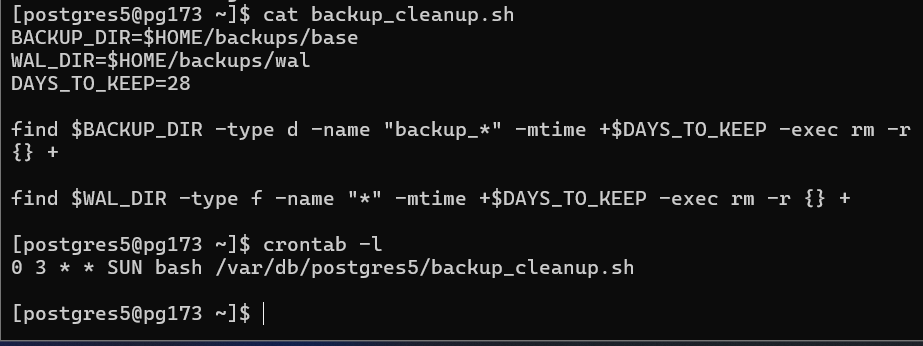 [postgres5@pg173 ~]$ cat backup_cleanup.sh
BACKUP_DIR=$HOME/backups/base
WAL_DIR=$HOME/backups/wal
DAYS_TO_KEEP=28
find $BACKUP_DIR -type d -name "backup_*" -mtime +$DAYS_TO_KEEP -exec rm -r
{} +
find $WAL_DIR -type f -name "*" -mtime +$DAYS_TO_KEEP -exec rm -r {} +
[postgres5@pg173 ~]$ crontab -l
0 3 * * SUN bash /var/db/postgres5/backup_cleanup.sh
[postgres5@pg173 ~]$